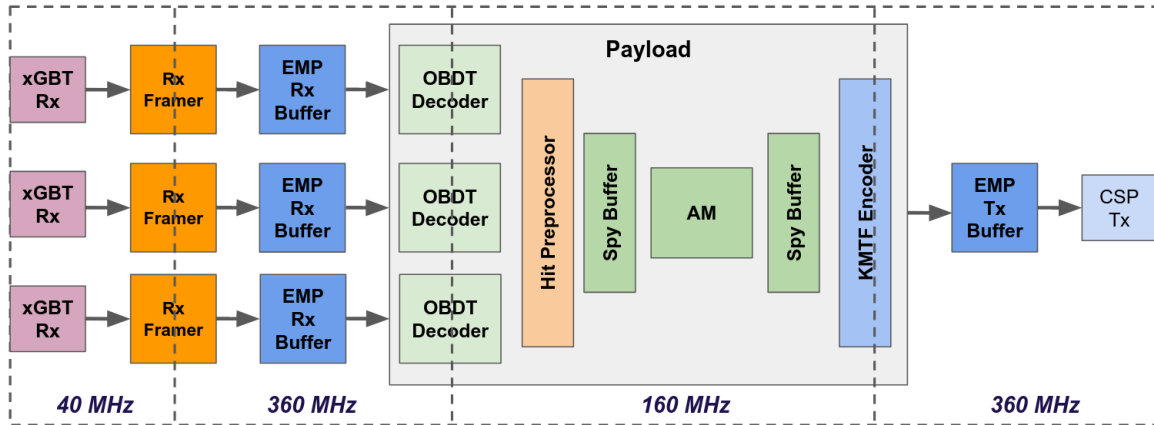 Payload
xGBT
Rx
Rx
Framer
EMP
Rx
Buffer
OBDT
Decoder
xGBT
Rx
Rx
Framer
EMP
Rx
Buffer
OBDT
Decoder
xGBT
Rx
Rx
Framer
EMP
Rx
Buffer
OBDT
Decoder
Hit Preprocessor
Spy Buffer
AM
Spy Buffer
KMTF Encoder
EMP
Tx
Buffer
CSP
Tx
40 MHz
360 MHz
160 MHz
360 MHz